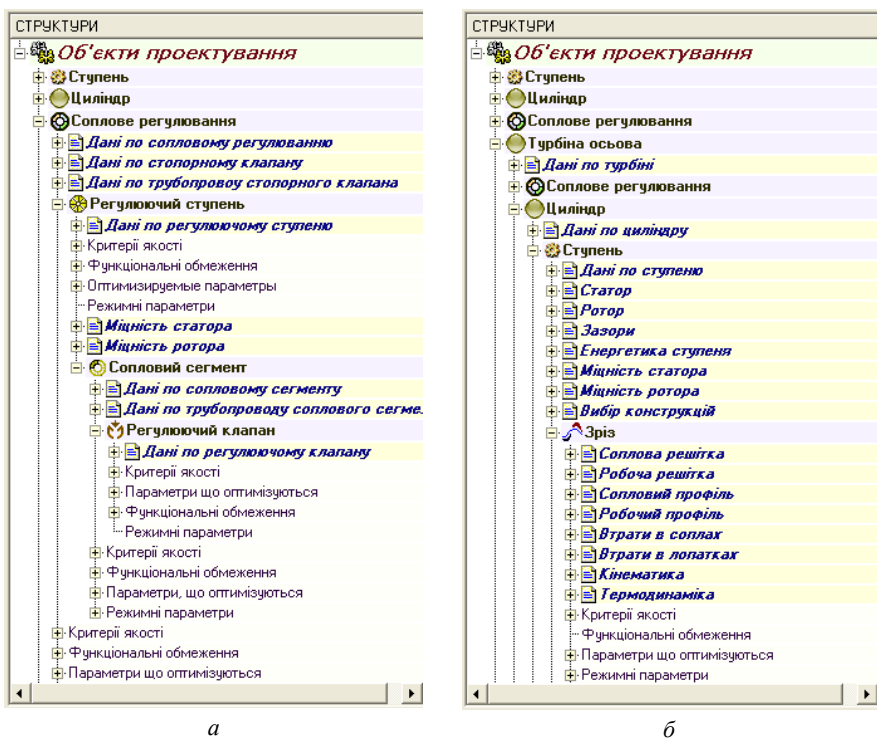 СТРУКТУРИ
Об'єкти проектування
Ступень
Циліндр
Соплове регулювання
Дані по сопловому регулюванню
Дані по стопорному клапану
Дані по трубопровоу стопорного клапана
Регулюючий ступень
Дані по регулюючому ступеню
Критерії якості
Функціональні обмеження
Оптимизируемые параметры
Режимні параметри
Міцність статора
Міцність ротора
Сопловий сегмент
Дані по сопловому сегменту
Дані по трубопроводу соплового сегме.
Регулюючий клапан
Дані по регулюючому клапану
Критерії якості
Параметри що оптимізуються
Функціональні обмеження
Режимні параметри
Критерії якості
Функціональні обмеження
Параметри, що оптимізуються
Режимні параметри
Критерії якості
Функціональні обмеження
Параметри що оптимізуються
а
СТРУКТУРИ
Об'єкти проектування
Ступень
Циліндр
Соплове регулювання
Турбіна осьова
Дані по турбіні
Соплове регулювання
Циліндр
Дані по циліндру
Ступень
Дані по ступеню
Статор
Ротор
Зазори
Енергетика ступеня
Міцність статора
Міцність ротора
Вибір конструкцій
Зріз
Соплова решітка
Робоча решітка
Сопловий профіль
Робочий профіль
Втрати в соплах
Втрати в лопатках
Кінематика
Термодинаміка
Критерії якості
Функціональні обмеження
Параметри що оптимізуються
Режимні параметри
б